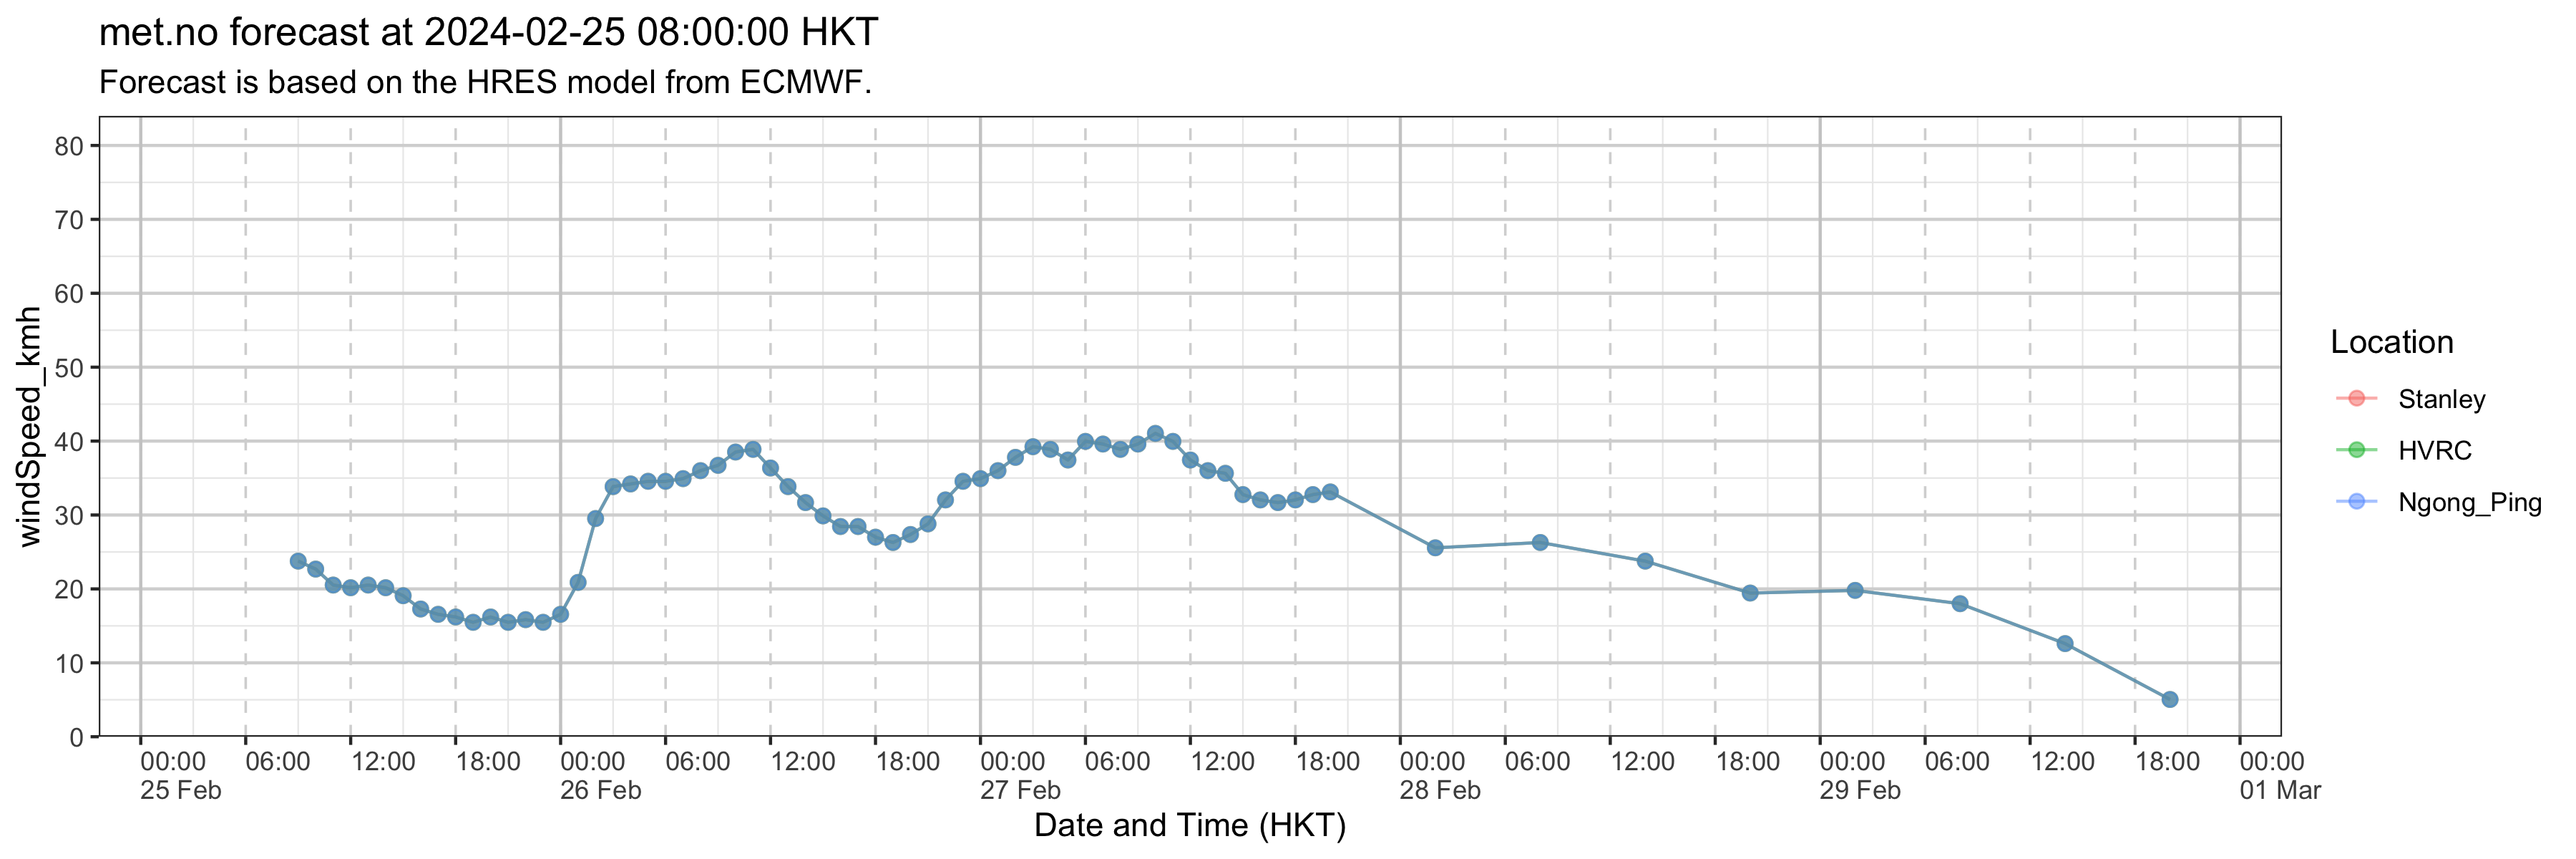 met.no forecast at 2024-02-25 08:00:00 HKT
Forecast is based on the HRES model from ECMWF.
windSpeed_kmh
80
70
60
50
40
30
20
10
0
00:00 06:00 12:00 18:00 00:00 06:00 12:00 18:00 00:00 06:00 12:00 18:00 00:00 06:00 12:00 18:00 00:00 06:00 12:00 18:00 00:00
25 Feb 26 Feb 27 Feb 28 Feb 29 Feb 01 Mar
Date and Time (HKT)
Location
Stanley
HVRC
Ngong_Ping